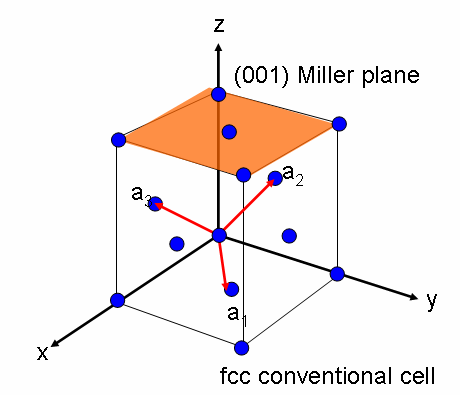 z
(001) Miller plane
a2
a3
a1
y
x
fcc conventional cell